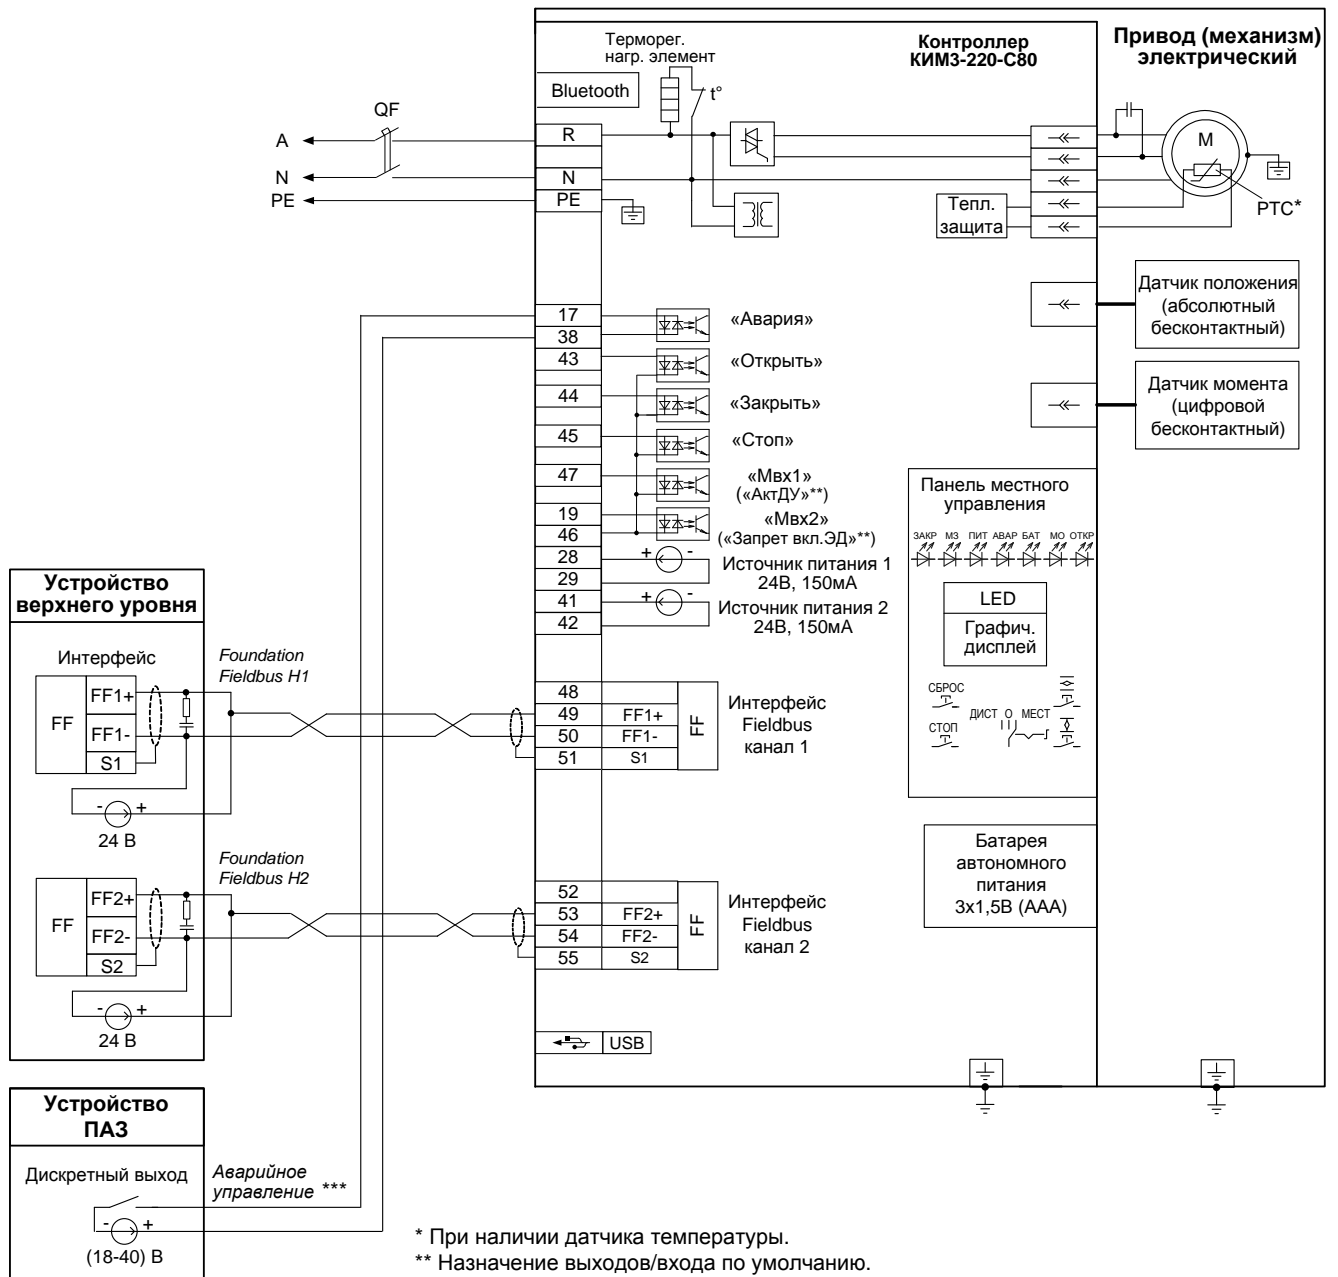 Терморег.
нагр. элемент
Контроллер
КИМ3-220-С80
Привод (механизм)
электрический
Bluetooth
t°
QF
A
R
N
N
PE
PE
M
PTC*
Тепл.
защита
Датчик положения
(абсолютный
бесконтактный)
Датчик момента
(цифровой
бесконтактный)
17
«Авария»
38
43
«Открыть»
44
«Закрыть»
45
«Стоп»
47
«Мвх1»
(«АктДУ»**)
19
«Мвх2»
46
(«Запрет вкл.ЭД»**)
28
+ -
Источник питания 1
29
24В, 150мА
41
+ -
Источник питания 2
42
24В, 150мА
Панель местного
управления
ЗАКР МЗ ПИТ АВАР БАТ МО ОТКР
LED
Графич.
дисплей
СБРОС
ДИСТ О МЕСТ
СТОП
Устройство
верхнего уровня
Интерфейс
Foundation
Fieldbus H1
FF
FF1+
FF1-
S1
- +
24 В
48
49 FF1+
50 FF1-
51 S1
FF
Интерфейс
Fieldbus
канал 1
Батарея
автономного
питания
3х1,5В (ААА)
Foundation
Fieldbus H2
FF
FF2+
FF2-
S2
- +
24 В
52
53 FF2+
54 FF2-
55 S2
FF
Интерфейс
Fieldbus
канал 2
USB
Устройство
ПАЗ
Дискретный выход
Аварийное
управление ***
- +
(18-40) В
* При наличии датчика температуры.
** Назначение выходов/входа по умолчанию.